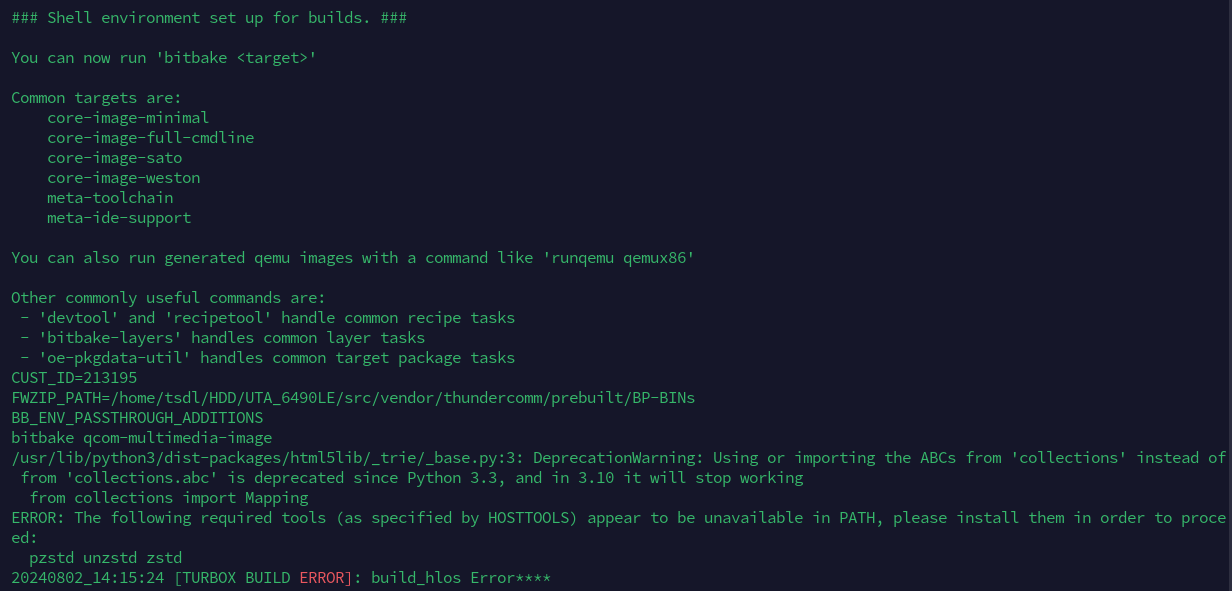 ### Shell environment set up for builds. ###
You can now run 'bitbake <target>'
Common targets are:
    core-image-minimal
    core-image-full-cmdline
    core-image-sato
    core-image-weston
    meta-toolchain
    meta-ide-support
You can also run generated qemu images with a command like 'runqemu qemux86'
Other commonly useful commands are:
 - 'devtool' and 'recipetool' handle common recipe tasks
 - 'bitbake-layers' handles common layer tasks
 - 'oe-pkgdata-util' handles common target package tasks
CUST_ID=213195
FWZIP_PATH=/home/tsdl/HDD/UTA_6490LE/src/vendor/thundercomm/prebuilt/BP-BINs
BB_ENV_PASSTHROUGH_ADDITIONS
bitbake qcom-multimedia-image
/usr/lib/python3/dist-packages/html5lib/_trie/_base.py:3: DeprecationWarning: Using or importing the ABCs from 'collections' instead of
 from 'collections.abc' is deprecated since Python 3.3, and in 3.10 it will stop working
  from collections import Mapping
ERROR: The following required tools (as specified by HOSTTOOLS) appear to be unavailable in PATH, please install them in order to proce
ed:
  pzstd unzstd zstd
20240802_14:15:24 [TURBOX BUILD ERROR]: build_hlos Error****